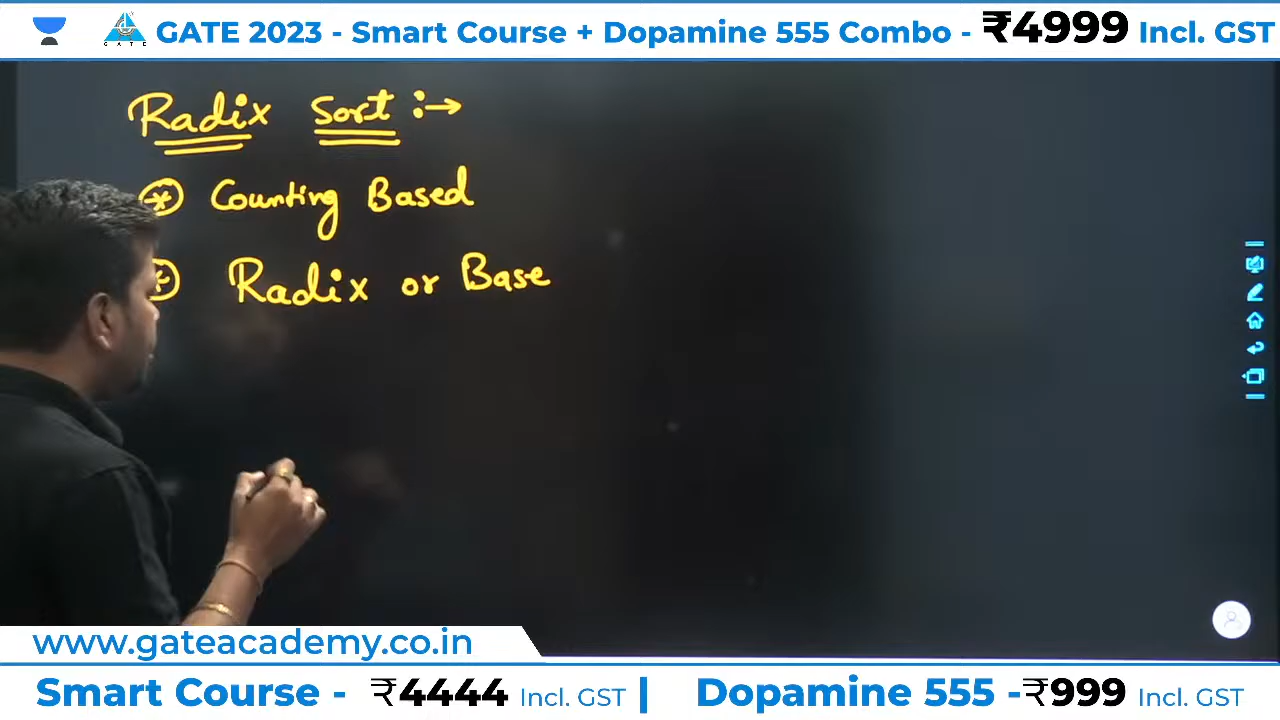 GATE 2023 - Smart Course + Dopamine 555 Combo - ₹4999 Incl. GST
GATE
Radix Sort :→
* Counting Based
Radix or Base
www.gateacademy.co.in
Smart Course - ₹4444 Incl. GST | Dopamine 555 -₹999 Incl. GST